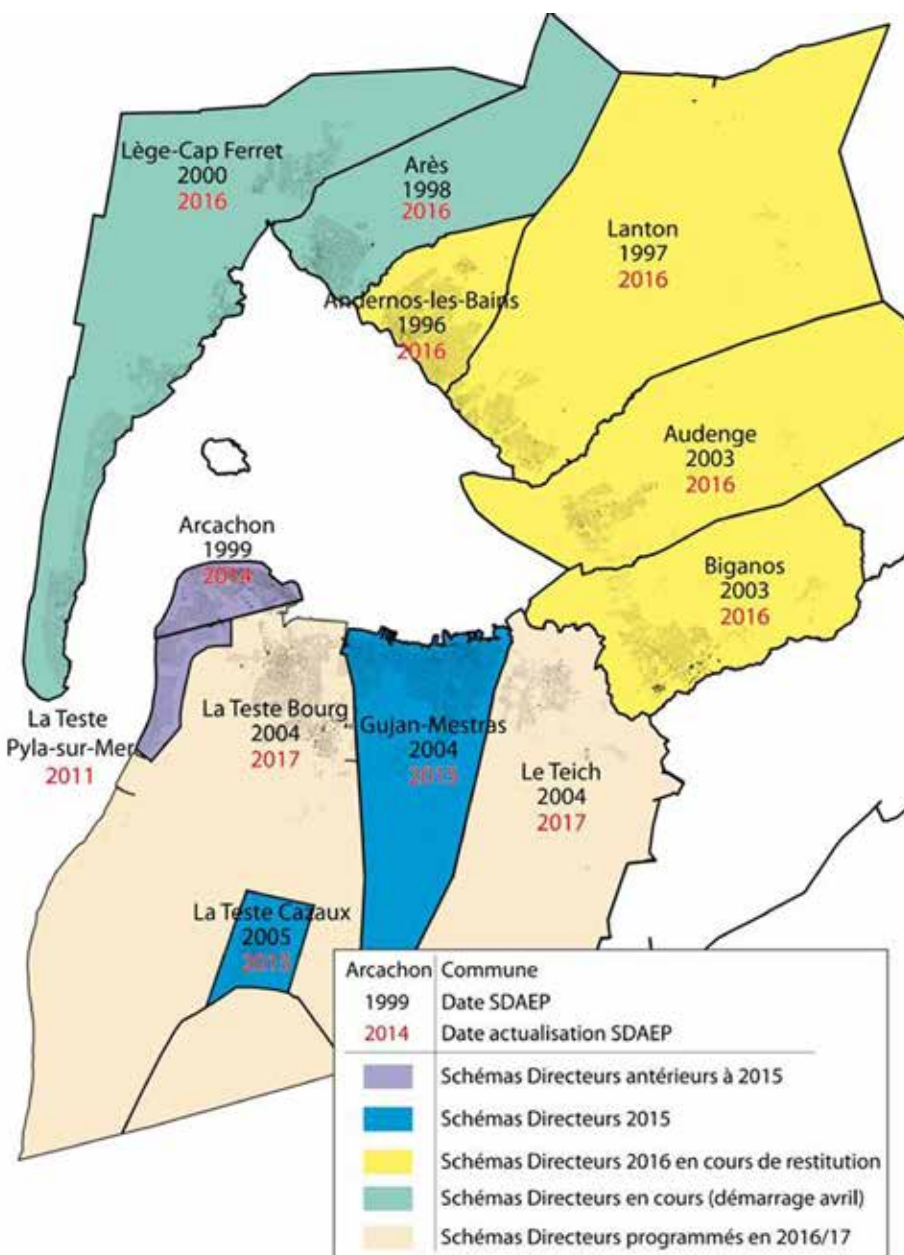 Lège-Cap Ferret
2000
2016
Arès
1998
2016
Lanton
1997
2016
Andernos-les-Bains
1996
2016
Audenge
2003
2016
Arcachon
1999
2014
Biganos
2003
2016
La Teste
Pyla-sur-Mer
2011
La Teste Bourg
2004
2017
Gujan-Mestras
2004
2015
Le Teich
2004
2017
La Teste Cazaux
2005
2015
Arcachon Commune
1999 Date SDAEP
2014 Date actualisation SDAEP
Schémas Directeurs antérieurs à 2015
Schémas Directeurs 2015
Schémas Directeurs 2016 en cours de restitution
Schémas Directeurs en cours (démarrage avril)
Schémas Directeurs programmés en 2016/17